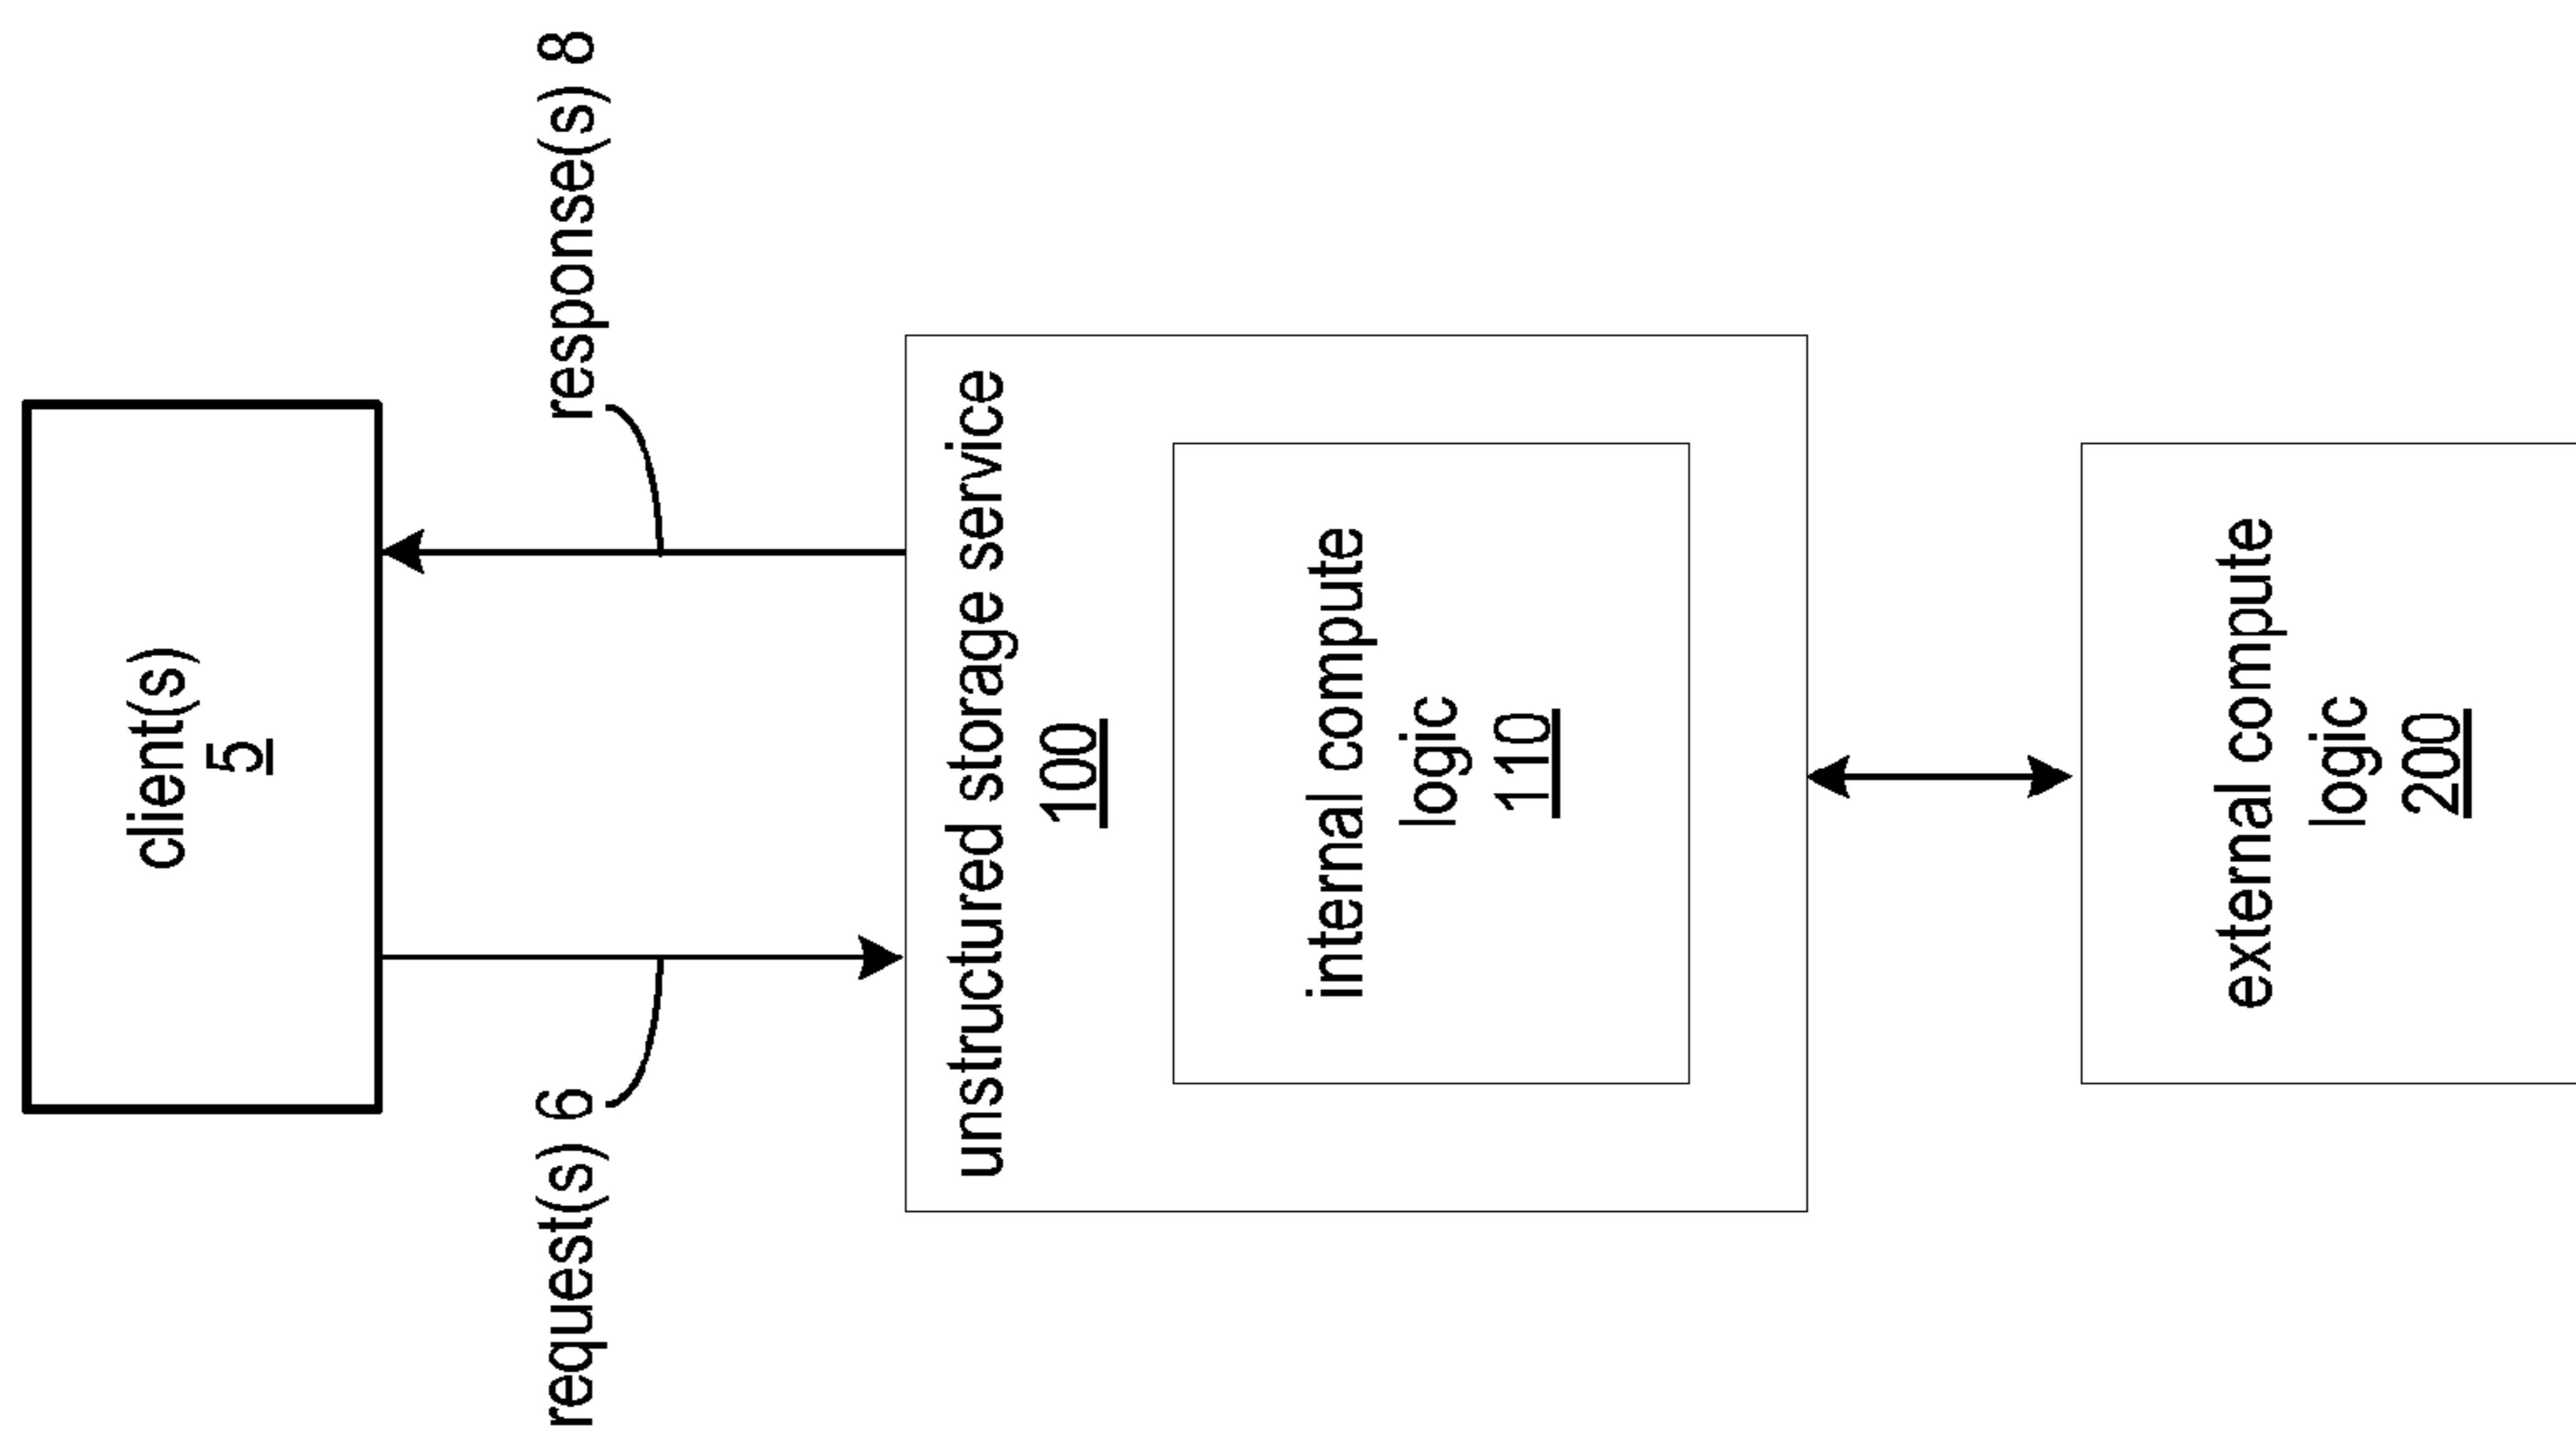 client(s)
5
request(s) 6
response(s) 8
unstructured storage service
100
internal compute
logic
110
external compute
logic
200